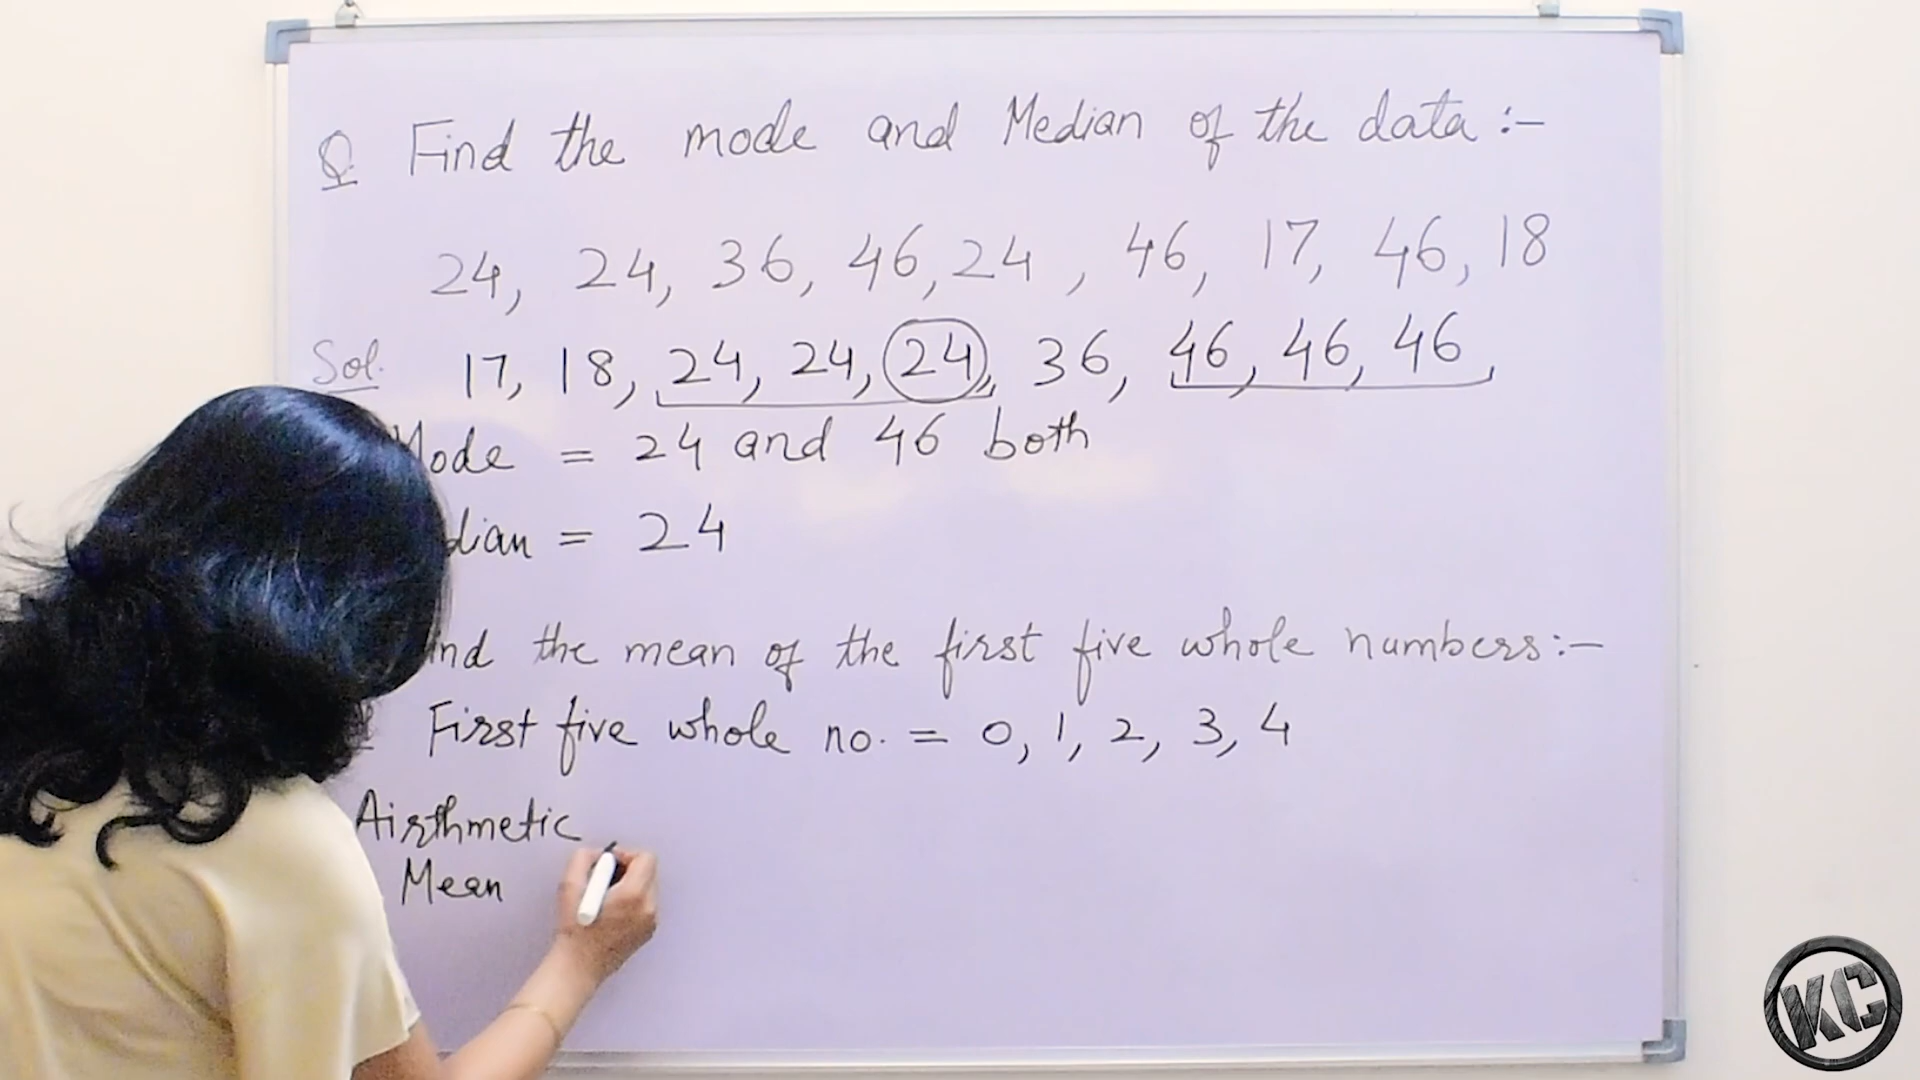 Q. Find the mode and Median of the data :-
24, 24, 36, 46, 24, 46, 17, 46, 18
Sol. 17, 18, 24, 24, 24, 36, 46, 46, 46,
Mode = 24 and 46 both
dian = 24
nd the mean of the first five whole numbers:-
First five whole no. = 0, 1, 2, 3, 4
Airthmetic
Mean
KC